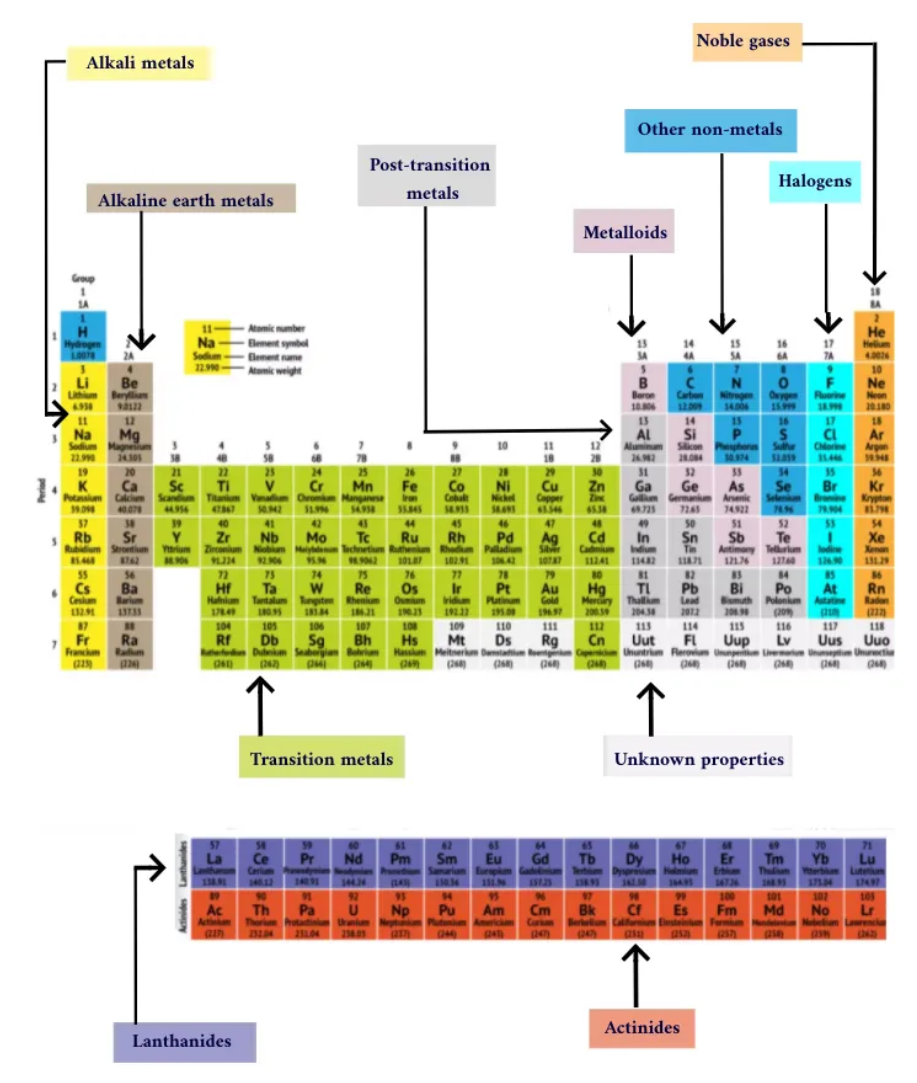 Noble gases
Alkali metals
Other non-metals
Post-transition
metals
Halogens
Alkaline earth metals
Metalloids
Group
1
1A
18
8A
1
H
Hydrogen
1.0078
2
2A
11 Atomic number
Na Element symbol
Sodium Element name
22.990 Atomic weight
13 14 15 16 17
3A 4A 5A 6A 7A
2
He
Helium
4.0026
Period
1
2
3
4
5
6
7
3 4 5 6 7 8 9 10
Li Be B C N O F Ne
Lithium Beryllium Boron Carbon Nitrogen Oxygen Fluorine Neon
6.938 9.0122 10.806 12.009 14.006 15.999 18.998 20.180
11 12 13 14 15 16 17 18
Na Mg Al Si P S Cl Ar
Sodium Magnesium Aluminum Silicon Phosphorus Sulfur Chlorine Argon
22.990 24.305 26.982 28.084 30.974 32.059 35.446 39.948
3 4 5 6 7 8 9 10 11 12
3B 4B 5B 6B 7B 8B 1B 2B
19 20 21 22 23 24 25 26 27 28 29 30 31 32 33 34 35 36
K Ca Sc Ti V Cr Mn Fe Co Ni Cu Zn Ga Ge As Se Br Kr
Potassium Calcium Scandium Titanium Vanadium Chromium Manganese Iron Cobalt Nickel Copper Zinc Gallium Germanium Arsenic Selenium Bromine Krypton
39.098 40.078 44.956 47.867 50.942 51.996 54.938 55.845 58.933 58.693 63.546 65.38 69.723 72.63 74.922 78.96 79.904 83.798
37 38 39 40 41 42 43 44 45 46 47 48 49 50 51 52 53 54
Rb Sr Y Zr Nb Mo Tc Ru Rh Pd Ag Cd In Sn Sb Te I Xe
Rubidium Strontium Yttrium Zirconium Niobium Molybdenum Technetium Ruthenium Rhodium Palladium Silver Cadmium Indium Tin Antimony Tellurium Iodine Xenon
85.468 87.62 88.906 91.224 92.906 95.96 98.9062 101.07 102.91 106.42 107.87 112.41 114.82 118.71 121.76 127.60 126.90 131.29
55 56 72 73 74 75 76 77 78 79 80 81 82 83 84 85 86
Cs Ba Hf Ta W Re Os Ir Pt Au Hg Tl Pb Bi Po At Rn
Cesium Barium Hafnium Tantalum Tungsten Rhenium Osmium Iridium Platinum Gold Mercury Thallium Lead Bismuth Polonium Astatine Radon
132.91 137.33 178.49 180.95 183.84 186.21 190.23 192.22 195.08 196.97 200.59 204.38 207.2 208.98 (209) (210) (222)
87 88 104 105 106 107 108 109 110 111 112 113 114 115 116 117 118
Fr Ra Rf Db Sg Bh Hs Mt Ds Rg Cn Uut Fl Uup Lv Uus Uuo
Francium Radium Rutherfordium Dubnium Seaborgium Bohrium Hassium Meitnerium Darmstadtium Roentgenium Copernicium Ununtrium Flerovium Ununpentium Livermorium Ununseptium Ununoctiu
(223) (226) (261) (262) (266) (264) (269) (268) (268) (268) (268) (268) (268) (268) (268) (268) (268)
Transition metals
Unknown properties
Lanthanides
57 58 59 60 61 62 63 64 65 66 67 68 69 70 71
La Ce Pr Nd Pm Sm Eu Gd Tb Dy Ho Er Tm Yb Lu
Lanthanum Cerium Praseodymium Neodymium Promethium Samarium Europium Gadolinium Terbium Dysprosium Holmium Erbium Thulium Ytterbium Lutetium
138.91 140.12 140.91 144.24 (145) 150.36 151.96 157.25 158.93 162.50 164.93 167.26 168.93 173.04 174.97
Actinides
89 90 91 92 93 94 95 96 97 98 99 100 101 102 103
Ac Th Pa U Np Pu Am Cm Bk Cf Es Fm Md No Lr
Actinium Thorium Protactinium Uranium Neptunium Plutonium Americium Curium Berkelium Californium Einsteinium Fermium Mendelenium Nobelium Lawrencium
(227) 232.04 231.04 238.03 (237) (244) (243) (247) (247) (251) (252) (257) (258) (259) (262)
Lanthanides
Actinides